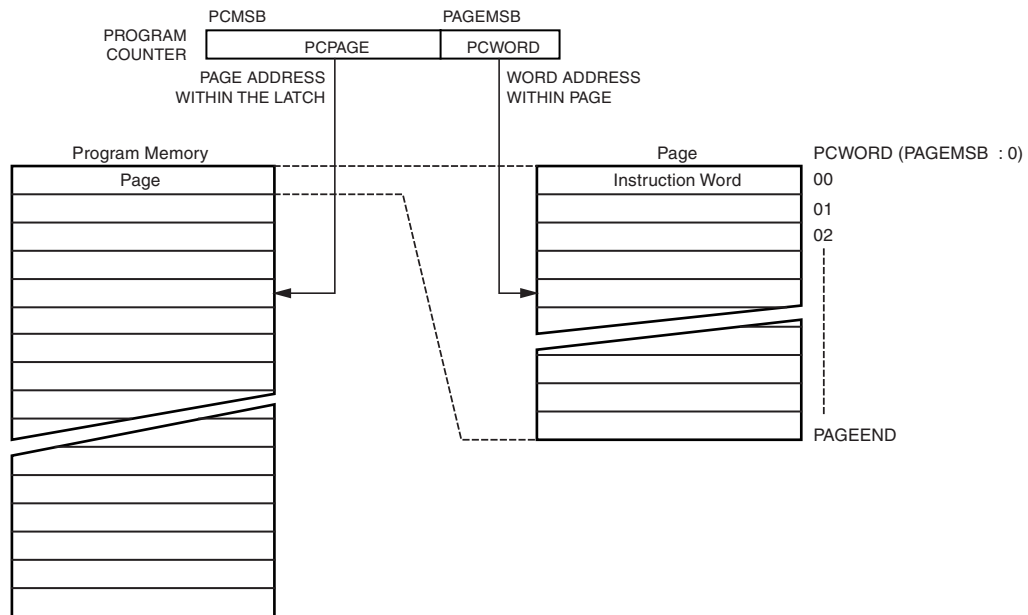 PCMSB PAGEMSB
PROGRAM
COUNTER
PCPAGE PCWORD
PAGE ADDRESS
WITHIN THE LATCH
WORD ADDRESS
WITHIN PAGE
Program Memory
Page
Page
Instruction Word
PCWORD (PAGEMSB : 0)
00
01
02
PAGEEND